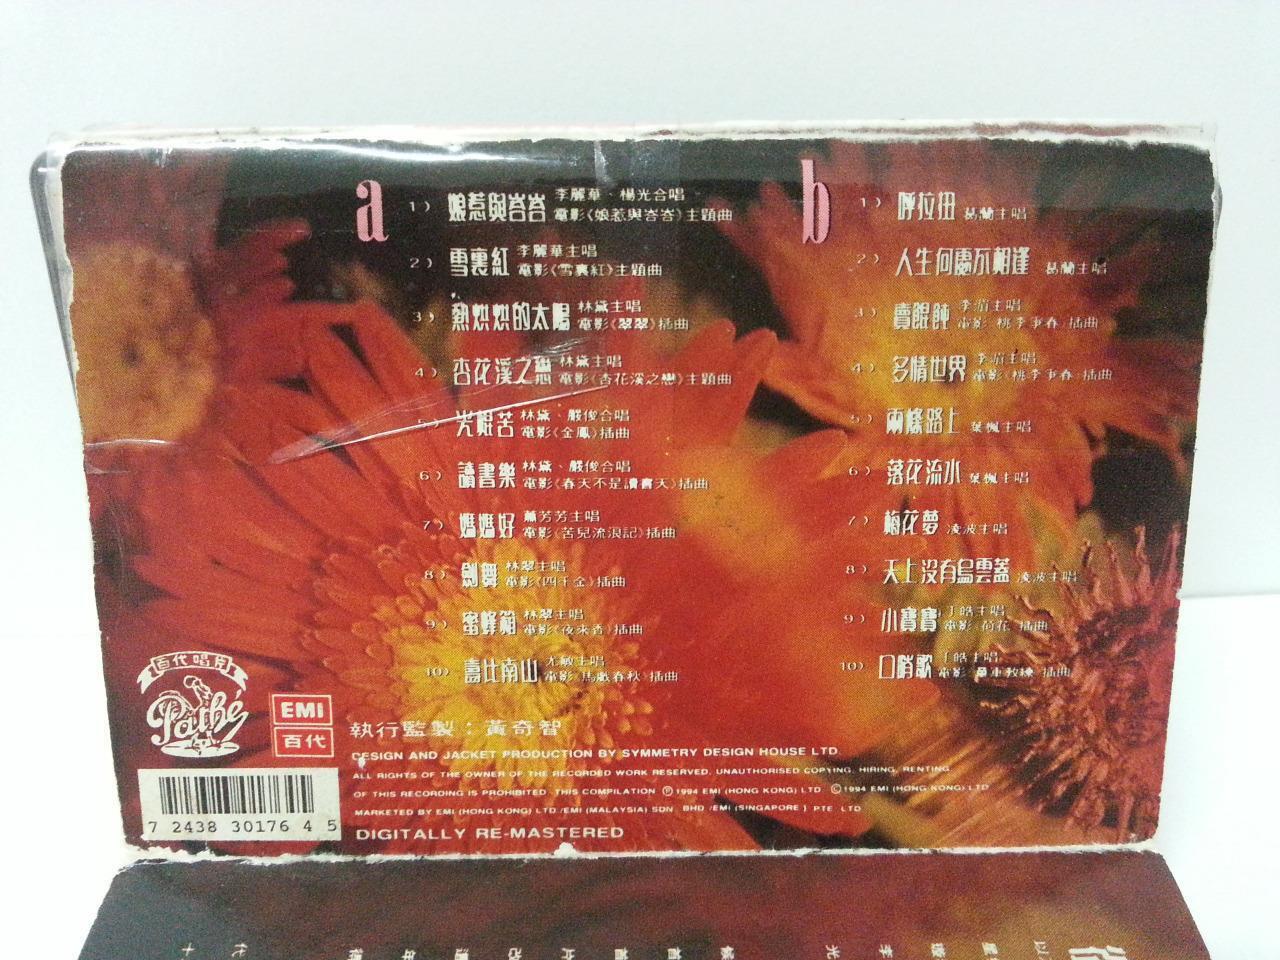 a
1) 娘惹與峇峇 李麗華、楊光合唱
電影《娘惹與峇峇》主題曲
2) 雪裏紅 李麗華主唱
電影《雪裏紅》主題曲
3) 熱烘烘的太陽 林黛主唱
電影《翠翠》插曲
4) 杏花溪之戀 林黛主唱
電影《杏花溪之戀》主題曲
5) 光棍苦 林黛、嚴俊合唱
電影《金鳳》插曲
6) 讀書樂 林黛、嚴俊合唱
電影《春天不是讀書天》插曲
7) 媽媽好 蕭芳芳主唱
電影《苦兒流浪記》插曲
8) 劍舞 林翠主唱
電影《四千金》插曲
9) 蜜蜂箱 林翠主唱
電影《夜來香》插曲
10) 壽比南山 尤敏主唱
電影《馬戲春秋》插曲
b
1) 呼拉扭 葛蘭主唱
2) 人生何處不相逢 葛蘭主唱
3) 賣餛飩 李湄主唱
電影《桃李爭春》插曲
4) 多情世界 李湄主唱
電影《桃李爭春》插曲
5) 兩條路上 葉楓主唱
6) 落花流水 葉楓主唱
7) 梅花夢 凌波主唱
8) 天上沒有烏雲蓋 凌波主唱
9) 小寶寶 丁皓主唱
電影《荷花》插曲
10) 口哨歌 丁皓主唱
電影《單車教練》插曲
百代唱片
Pathé
EMI
百代
執行監製：黃奇智
DESIGN AND JACKET PRODUCTION BY SYMMETRY DESIGN HOUSE LTD.
ALL RIGHTS OF THE OWNER OF THE RECORDED WORK RESERVED. UNAUTHORISED COPYING, HIRING, RENTING
OF THIS RECORDING IS PROHIBITED. THIS COMPILATION Ⓟ 1994 EMI (HONG KONG) LTD ©1994 EMI (HONG KONG) LTD
MARKETED BY EMI (HONG KONG) LTD./EMI (MALAYSIA) SDN. BHD./EMI (SINGAPORE) PTE LTD
DIGITALLY RE-MASTERED
7 2438 30176 4 5